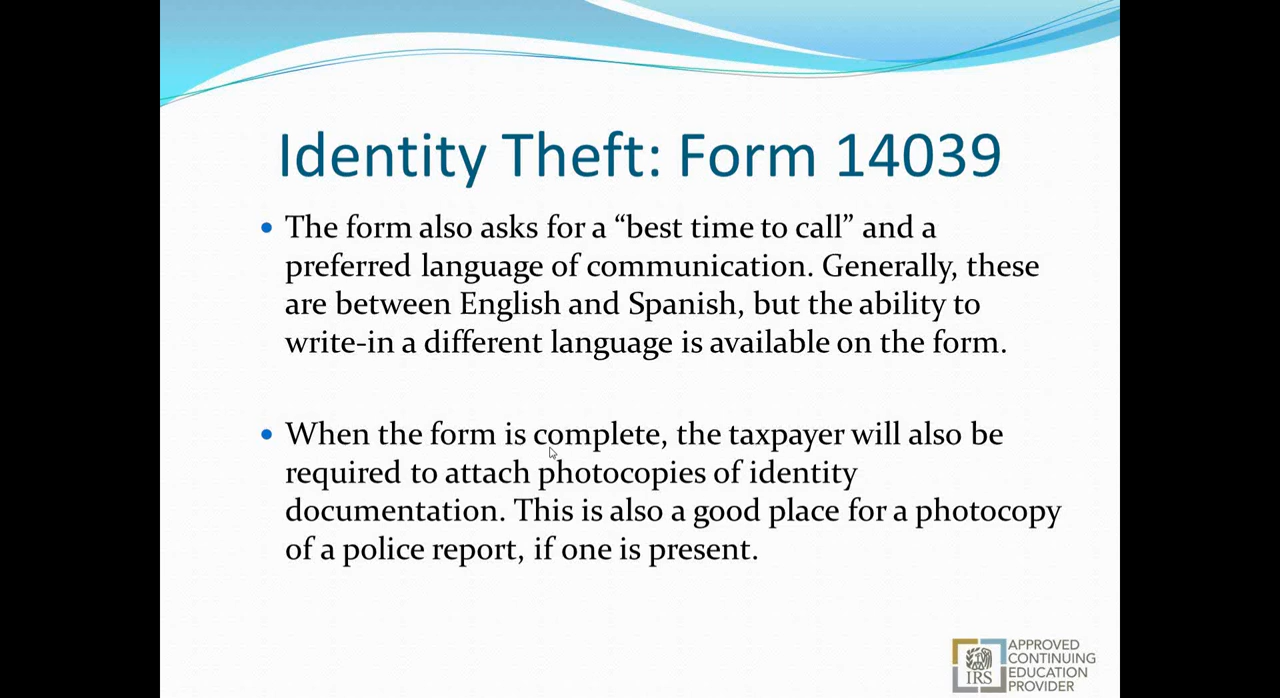 Identity Theft: Form 14039
• The form also asks for a “best time to call” and a
preferred language of communication. Generally, these
are between English and Spanish, but the ability to
write-in a different language is available on the form.
• When the form is complete, the taxpayer will also be
required to attach photocopies of identity
documentation. This is also a good place for a photocopy
of a police report, if one is present.
IRS
APPROVED
CONTINUING
EDUCATION
PROVIDER